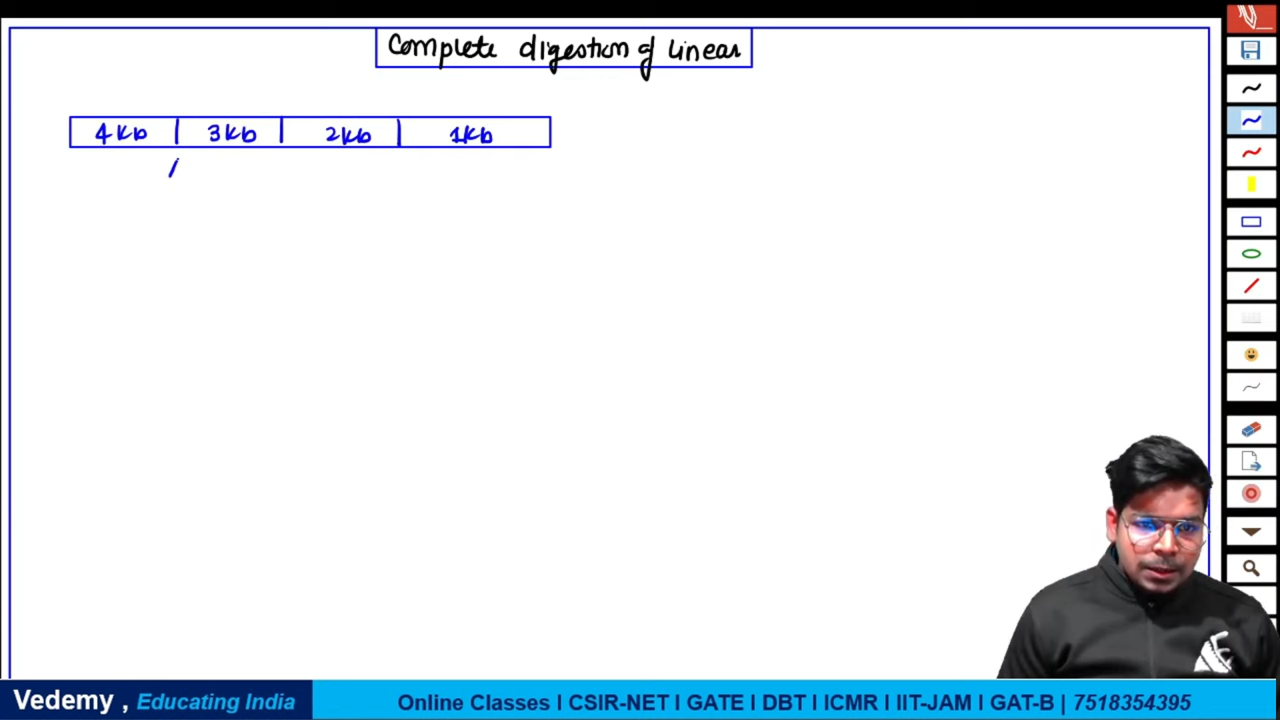 Complete digestion of linear
4Kb 3Kb 2Kb 1Kb
Vedemy , Educating India
Online Classes I CSIR-NET I GATE I DBT I ICMR I IIT-JAM I GAT-B | 7518354395